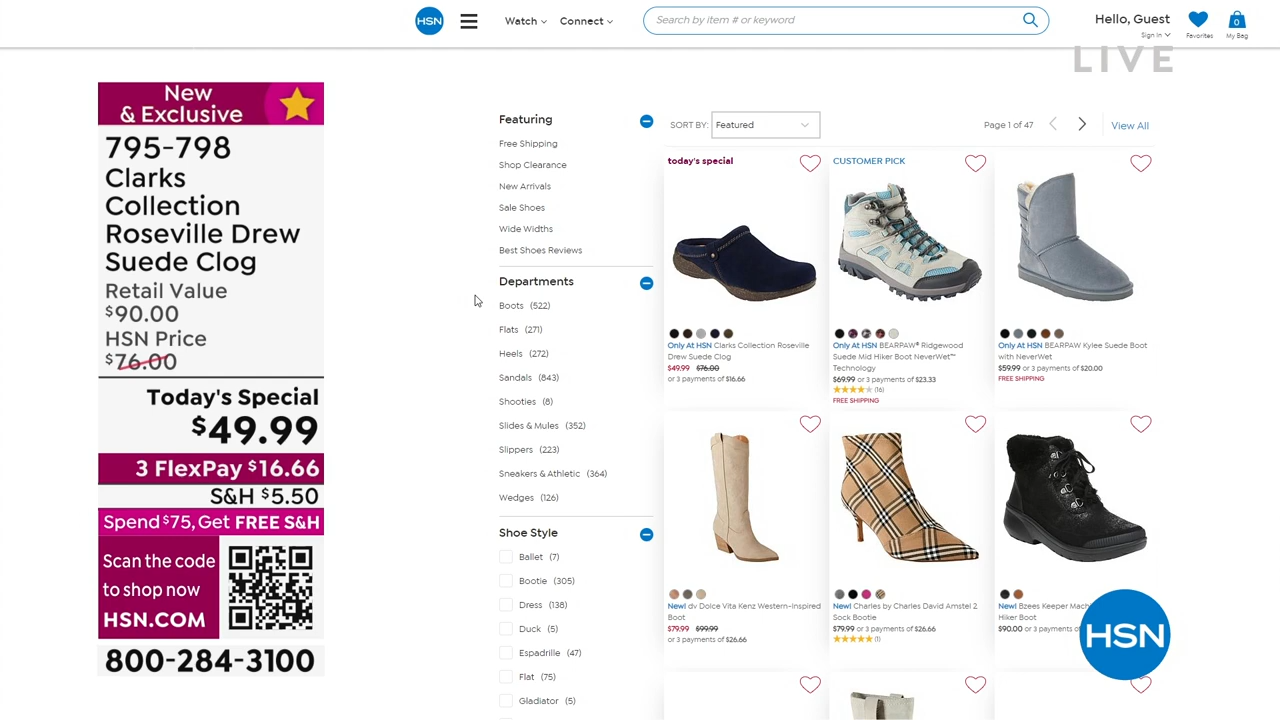 HSN
Watch
Connect
Search by item # or keyword
Hello, Guest
Sign in
Favorites
0
My Bag
LIVE
New
& Exclusive
795-798
Clarks
Collection
Roseville Drew
Suede Clog
Retail Value
$90.00
HSN Price
$76.00
Today's Special
$49.99
3 FlexPay $16.66
S&H $5.50
Spend $75, Get FREE S&H
Scan the code
to shop now
HSN.COM
800-284-3100
Featuring
Free Shipping
Shop Clearance
New Arrivals
Sale Shoes
Wide Widths
Best Shoes Reviews
Departments
Boots (522)
Flats (271)
Heels (272)
Sandals (843)
Shooties (8)
Slides & Mules (352)
Slippers (223)
Sneakers & Athletic (364)
Wedges (126)
Shoe Style
Ballet (7)
Bootie (305)
Dress (138)
Duck (5)
Espadrille (47)
Flat (75)
Gladiator (5)
SORT BY: Featured
Page 1 of 47
View All
today's special
Only At HSN Clarks Collection Roseville
Drew Suede Clog
$49.99 $76.00
or 3 payments of $16.66
CUSTOMER PICK
Only At HSN BEARPAW® Ridgewood
Suede Mid Hiker Boot NeverWet™
Technology
$69.99 or 3 payments of $23.33
(16)
FREE SHIPPING
Only At HSN BEARPAW Kylee Suede Boot
with NeverWet
$59.99 or 3 payments of $20.00
FREE SHIPPING
New! dv Dolce Vita Kenz Western-Inspired
Boot
$79.99 $99.99
or 3 payments of $26.66
New! Charles by Charles David Amstel 2
Sock Bootie
$79.99 or 3 payments of $26.66
(1)
New! Bzees Keeper Mach
Hiker Boot
$90.00 or 3 payments o
HSN